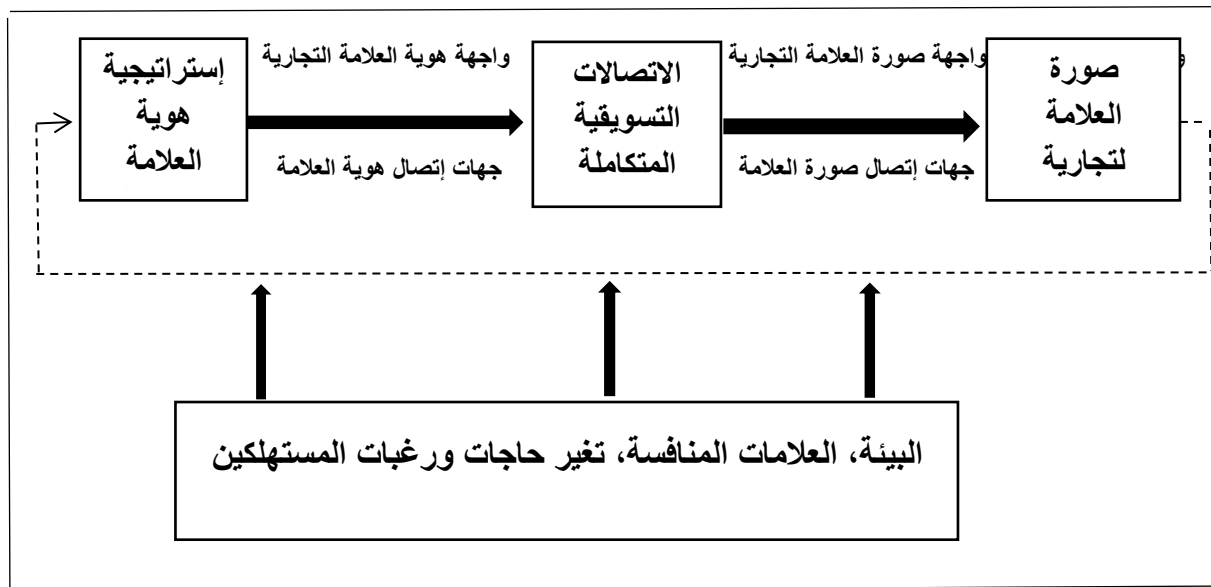 إستراتيجية
هوية
العلامة
واجهة هوية العلامة التجارية
جهات إتصال هوية العلامة
الاتصالات
التسويقية
المتكاملة
واجهة صورة العلامة التجارية
جهات إتصال صورة العلامة
صورة
العلامة
لتجارية
و
البيئة، العلامات المنافسة، تغير حاجات ورغبات المستهلكين